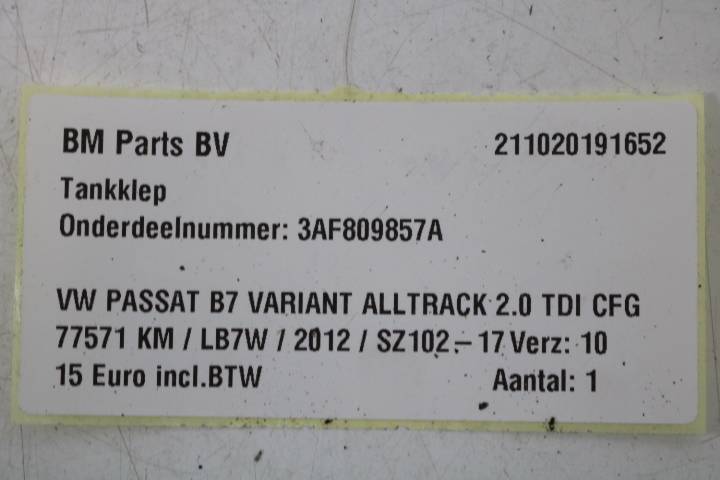 BM Parts BV 211020191652
Tankklep
Onderdeelnummer: 3AF809857A
VW PASSAT B7 VARIANT ALLTRACK 2.0 TDI CFG
77571 KM / LB7W / 2012 / SZ102.-17 Verz: 10
15 Euro incl.BTW Aantal: 1